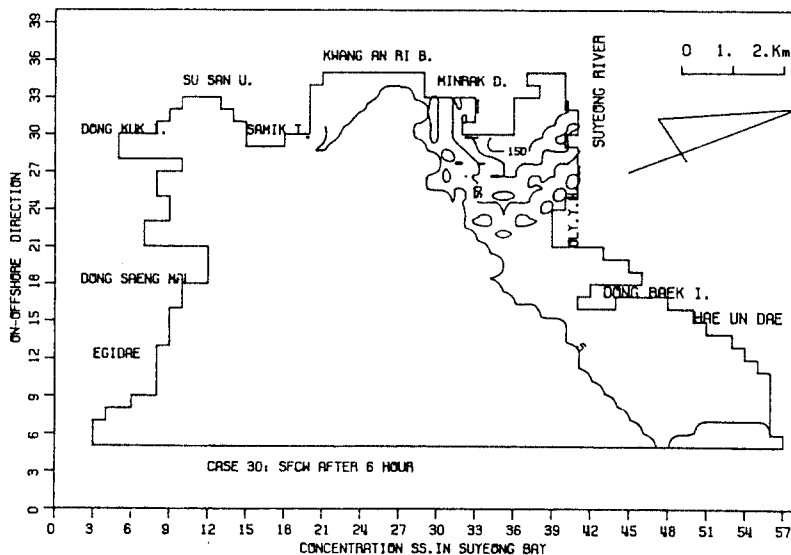 KWANG AN RI B.
SU SAN U.
MINRAK D.
0 1. 2.Km
SUYEONG RIVER
DONG KUK I.
SAMIK T.
150
50
DONG SAENG MAL
DONG BAEK I.
HAE UN DAE
5
EGIDAE
CASE 30: SFCW AFTER 6 HOUR
ON-OFFSHORE DIRECTION
39
36
33
30
27
24
21
18
15
12
9
6
3
0
0 3 6 9 12 15 18 21 24 27 30 33 36 39 42 45 48 51 54 57
CONCENTRATION SS.IN SUYEONG BAY